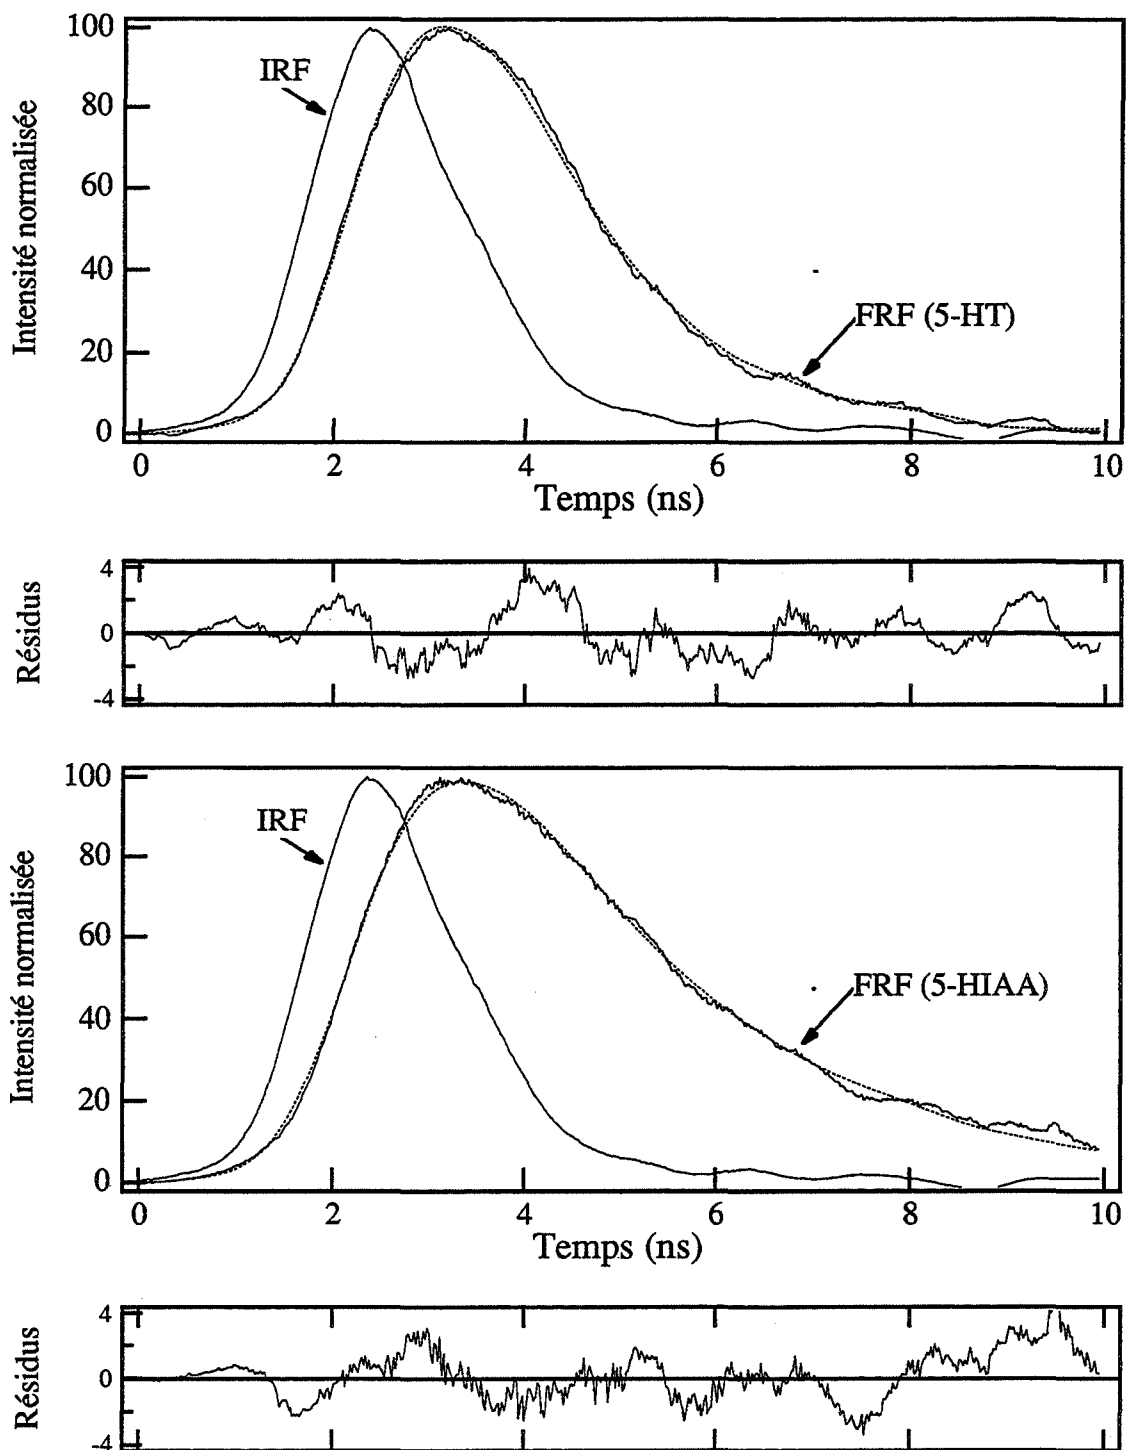 100
80
60
40
20
0
Intensité normalisée
IRF
FRF (5-HT)
0 2 4 6 8 10
Temps (ns)
4
0
-4
Résidus
100
80
60
40
20
0
Intensité normalisée
IRF
FRF (5-HIAA)
0 2 4 6 8 10
Temps (ns)
4
0
-4
Résidus